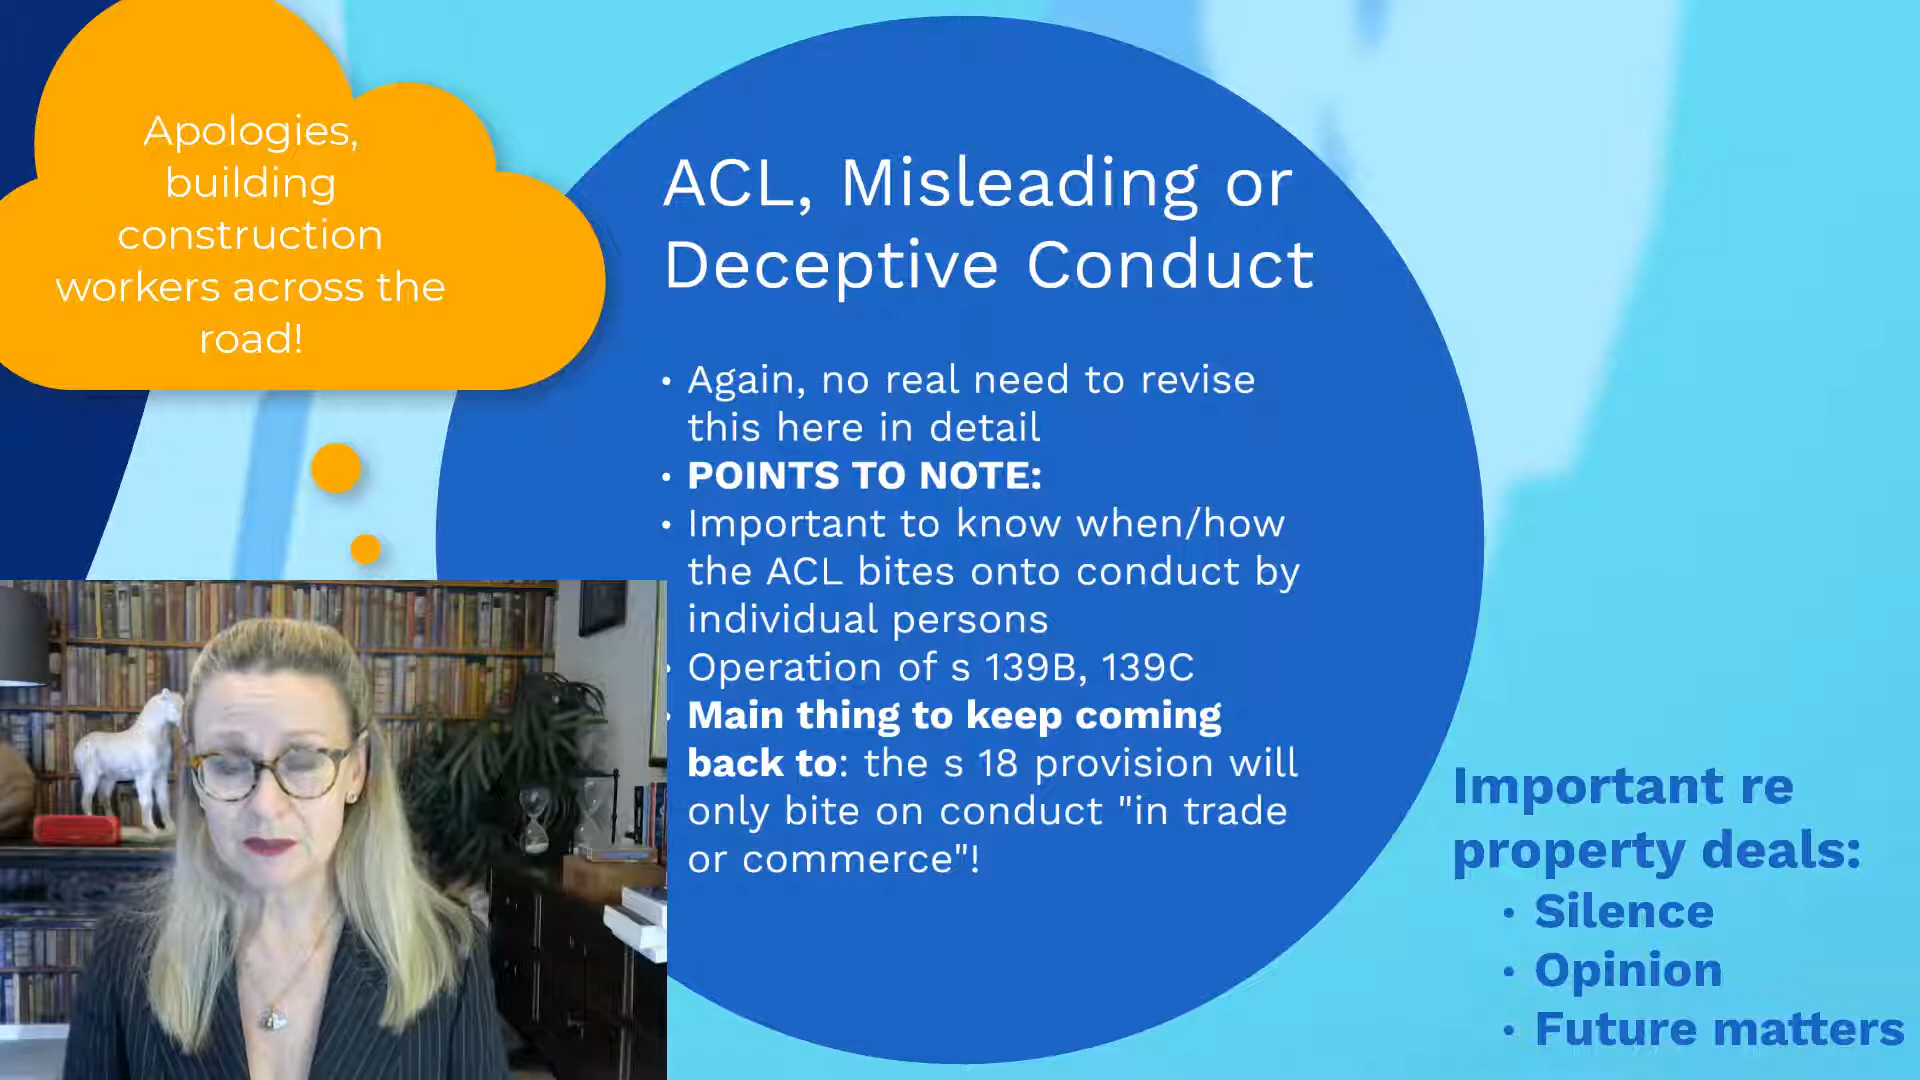 Apologies,
building
construction
workers across the
road!
ACL, Misleading or
Deceptive Conduct
• Again, no real need to revise
this here in detail
• POINTS TO NOTE:
• Important to know when/how
the ACL bites onto conduct by
individual persons
• Operation of s 139B, 139C
• Main thing to keep coming
back to: the s 18 provision will
only bite on conduct "in trade
or commerce"!
Important re
property deals:
• Silence
• Opinion
• Future matters